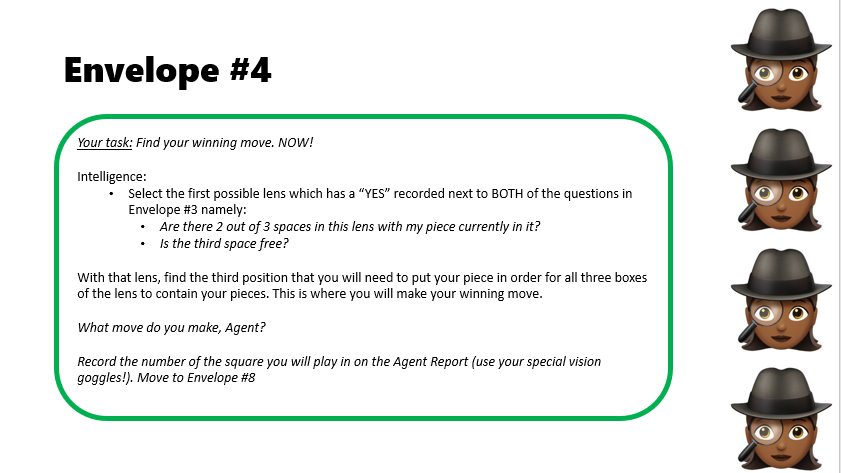 Envelope #4
Your task: Find your winning move. NOW!
Intelligence:
• Select the first possible lens which has a “YES” recorded next to BOTH of the questions in
Envelope #3 namely:
• Are there 2 out of 3 spaces in this lens with my piece currently in it?
• Is the third space free?
With that lens, find the third position that you will need to put your piece in order for all three boxes
of the lens to contain your pieces. This is where you will make your winning move.
What move do you make, Agent?
Record the number of the square you will play in on the Agent Report (use your special vision
goggles!). Move to Envelope #8